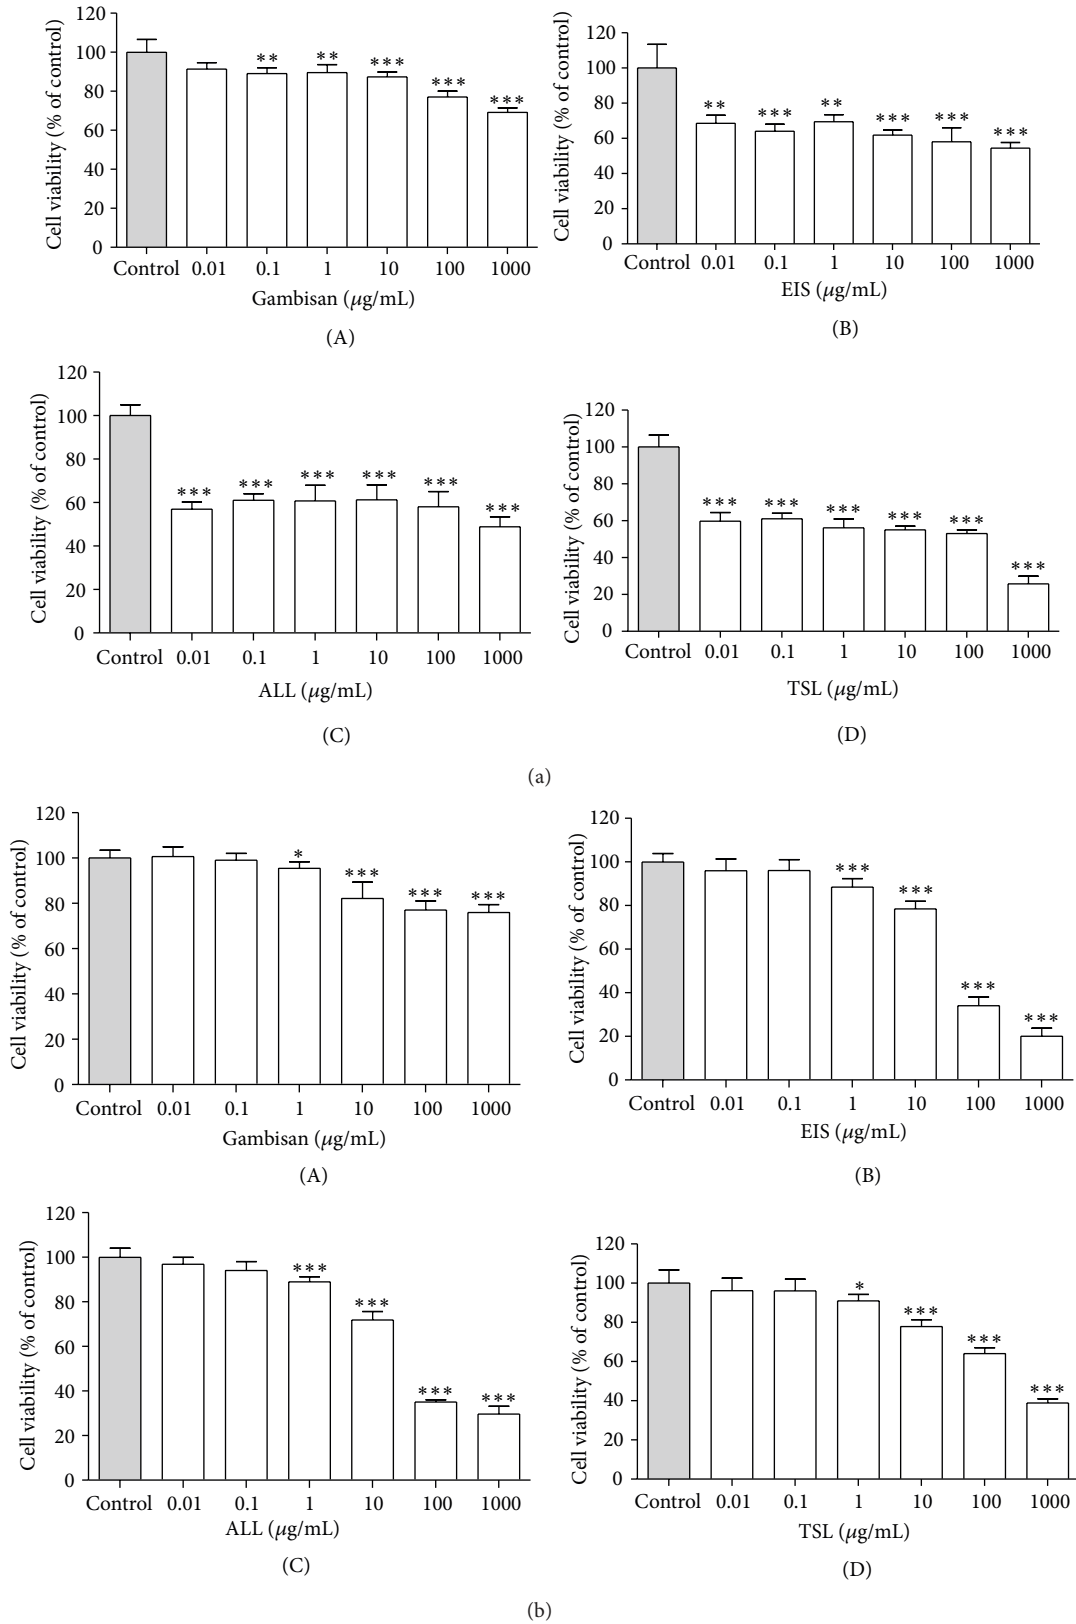 Cell viability (% of control)
120
100
80
60
40
20
0
** ** *** *** ***
Control 0.01 0.1 1 10 100 1000
Gambisan (μg/mL)
(A)
Cell viability (% of control)
120
100
80
60
40
20
0
** *** ** *** *** ***
Control 0.01 0.1 1 10 100 1000
EIS (μg/mL)
(B)
Cell viability (% of control)
120
100
80
60
40
20
0
*** *** *** *** *** ***
Control 0.01 0.1 1 10 100 1000
ALL (μg/mL)
(C)
Cell viability (% of control)
120
100
80
60
40
20
0
*** *** *** *** *** ***
Control 0.01 0.1 1 10 100 1000
TSL (μg/mL)
(D)
(a)
Cell viability (% of control)
120
100
80
60
40
20
0
* *** *** ***
Control 0.01 0.1 1 10 100 1000
Gambisan (μg/mL)
(A)
Cell viability (% of control)
120
100
80
60
40
20
0
*** *** *** ***
Control 0.01 0.1 1 10 100 1000
EIS (μg/mL)
(B)
Cell viability (% of control)
120
100
80
60
40
20
0
*** *** *** ***
Control 0.01 0.1 1 10 100 1000
ALL (μg/mL)
(C)
Cell viability (% of control)
120
100
80
60
40
20
0
* *** *** ***
Control 0.01 0.1 1 10 100 1000
TSL (μg/mL)
(D)
(b)